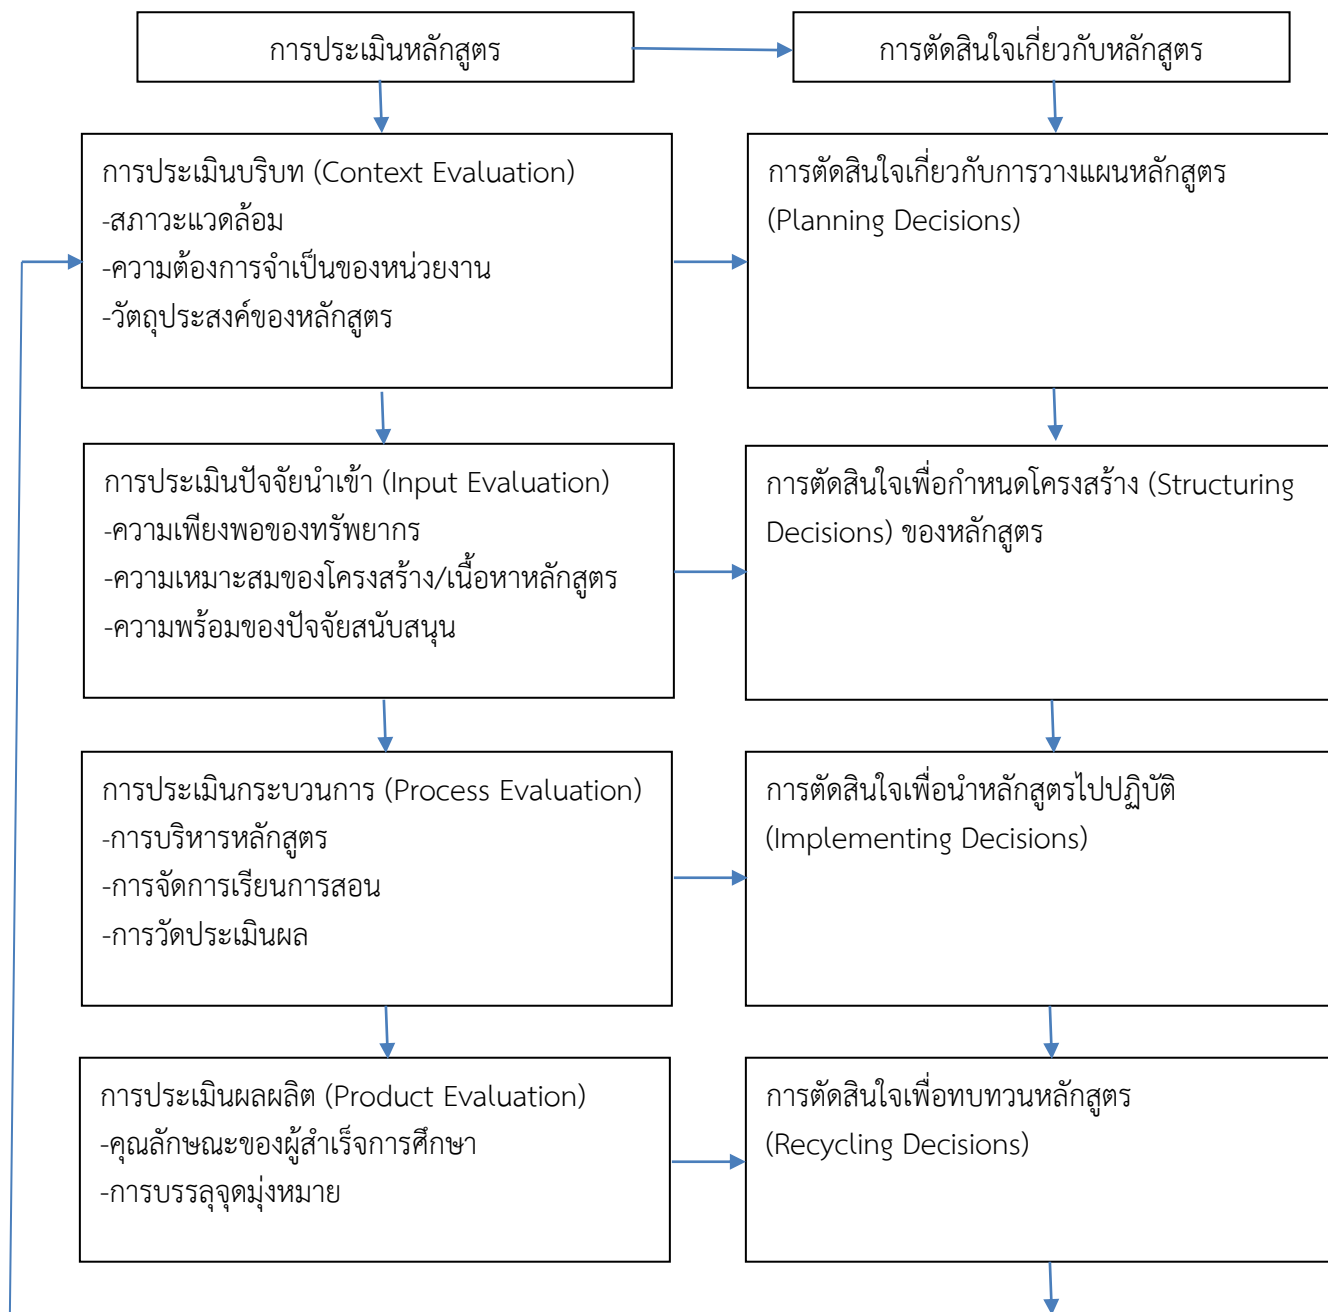 การประเมินหลักสูตร
การตัดสินใจเกี่ยวกับหลักสูตร
การประเมินบริบท (Context Evaluation)
-สภาวะแวดล้อม
-ความต้องการจำเป็นของหน่วยงาน
-วัตถุประสงค์ของหลักสูตร
การตัดสินใจเกี่ยวกับการวางแผนหลักสูตร
(Planning Decisions)
การประเมินปัจจัยนำเข้า (Input Evaluation)
-ความเพียงพอของทรัพยากร
-ความเหมาะสมของโครงสร้าง/เนื้อหาหลักสูตร
-ความพร้อมของปัจจัยสนับสนุน
การตัดสินใจเพื่อกำหนดโครงสร้าง (Structuring
Decisions) ของหลักสูตร
การประเมินกระบวนการ (Process Evaluation)
-การบริหารหลักสูตร
-การจัดการเรียนการสอน
-การวัดประเมินผล
การตัดสินใจเพื่อนำหลักสูตรไปปฏิบัติ
(Implementing Decisions)
การประเมินผลผลิต (Product Evaluation)
-คุณลักษณะของผู้สำเร็จการศึกษา
-การบรรลุจุดมุ่งหมาย
การตัดสินใจเพื่อทบทวนหลักสูตร
(Recycling Decisions)